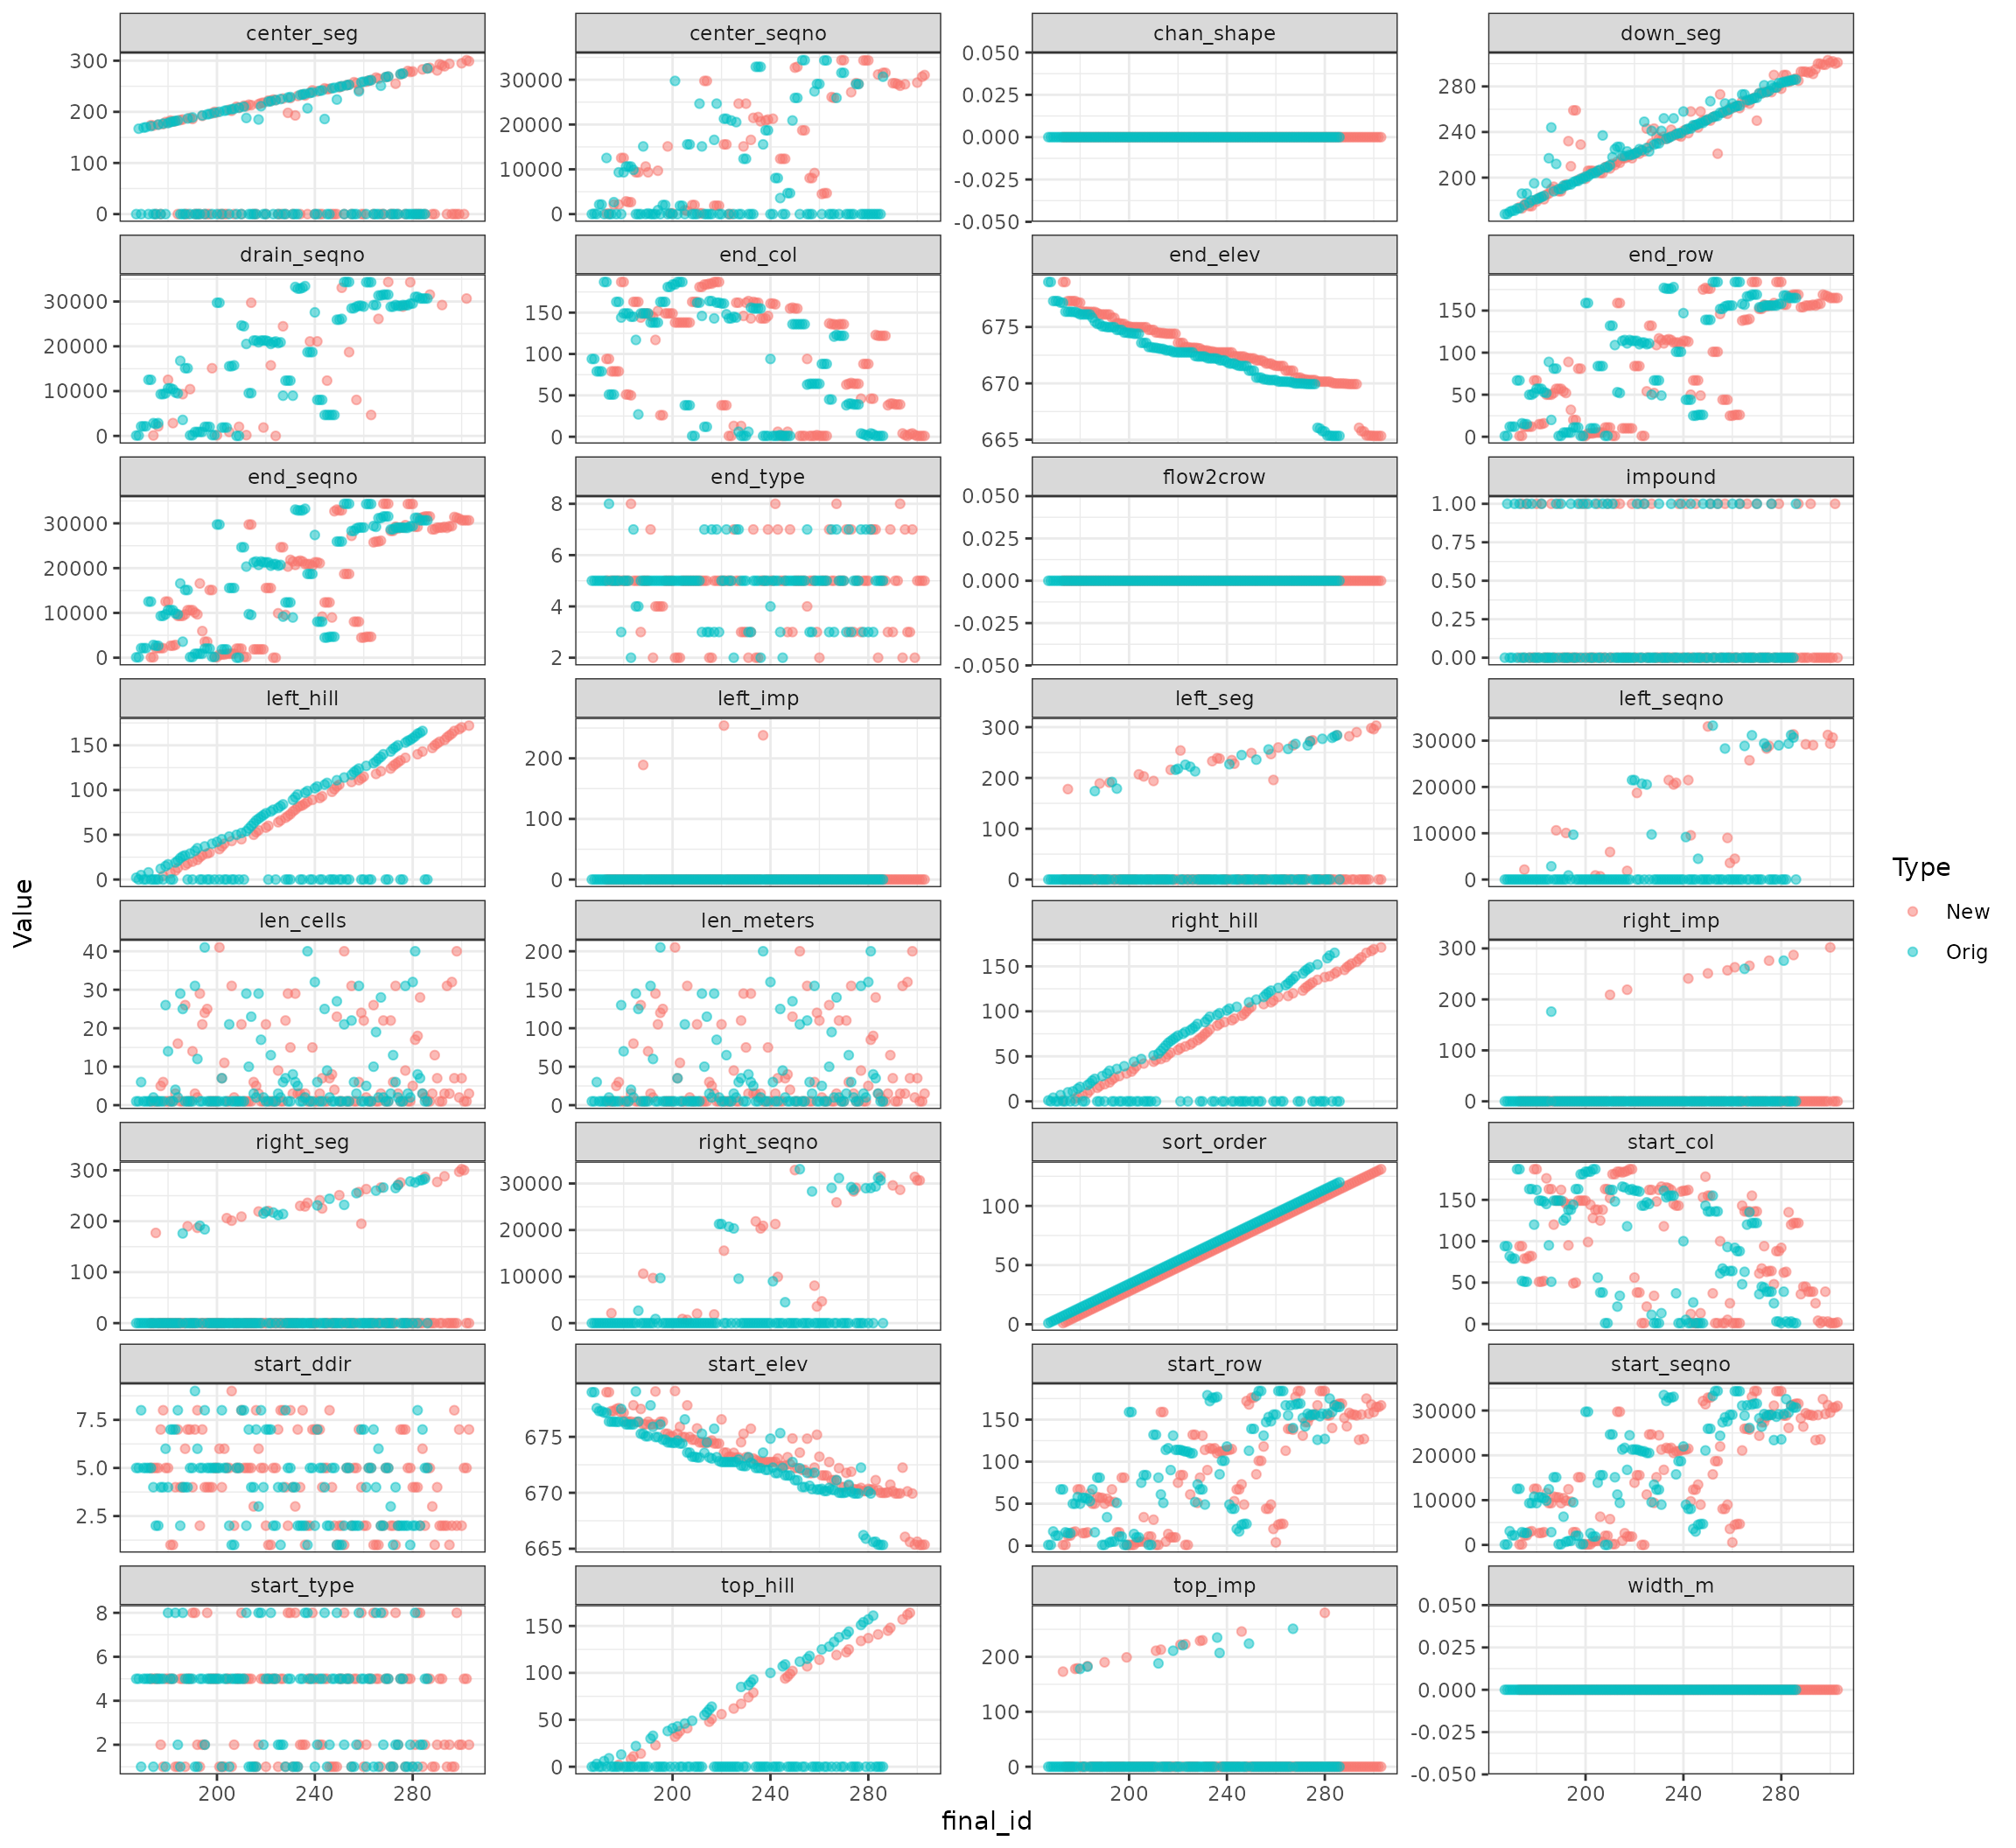 center_seg center_seqno chan_shape down_seg
300 200 100 0
30000 20000 10000 0
0.050 0.025 0.000 -0.025 -0.050
280 240 200
drain_seqno end_col end_elev end_row
30000 20000 10000 0
150 100 50 0
675 670 665
150 100 50 0
end_seqno end_type flow2crow impound
30000 20000 10000 0
8 6 4 2
0.050 0.025 0.000 -0.025 -0.050
1.00 0.75 0.50 0.25 0.00
left_hill left_imp left_seg left_seqno
150 100 50 0
200 100 0
300 200 100 0
30000 20000 10000 0
len_cells len_meters right_hill right_imp
40 30 20 10 0
200 150 100 50 0
150 100 50 0
300 200 100 0
right_seg right_seqno sort_order start_col
300 200 100 0
30000 20000 10000 0
100 50 0
150 100 50 0
start_ddir start_elev start_row start_seqno
7.5 5.0 2.5
675 670 665
150 100 50 0
30000 20000 10000 0
start_type top_hill top_imp width_m
8 6 4 2
150 100 50 0
200 100 0
0.050 0.025 0.000 -0.025 -0.050
200 240 280
200 240 280
200 240 280
200 240 280
final_id
Value
Type
New
Orig